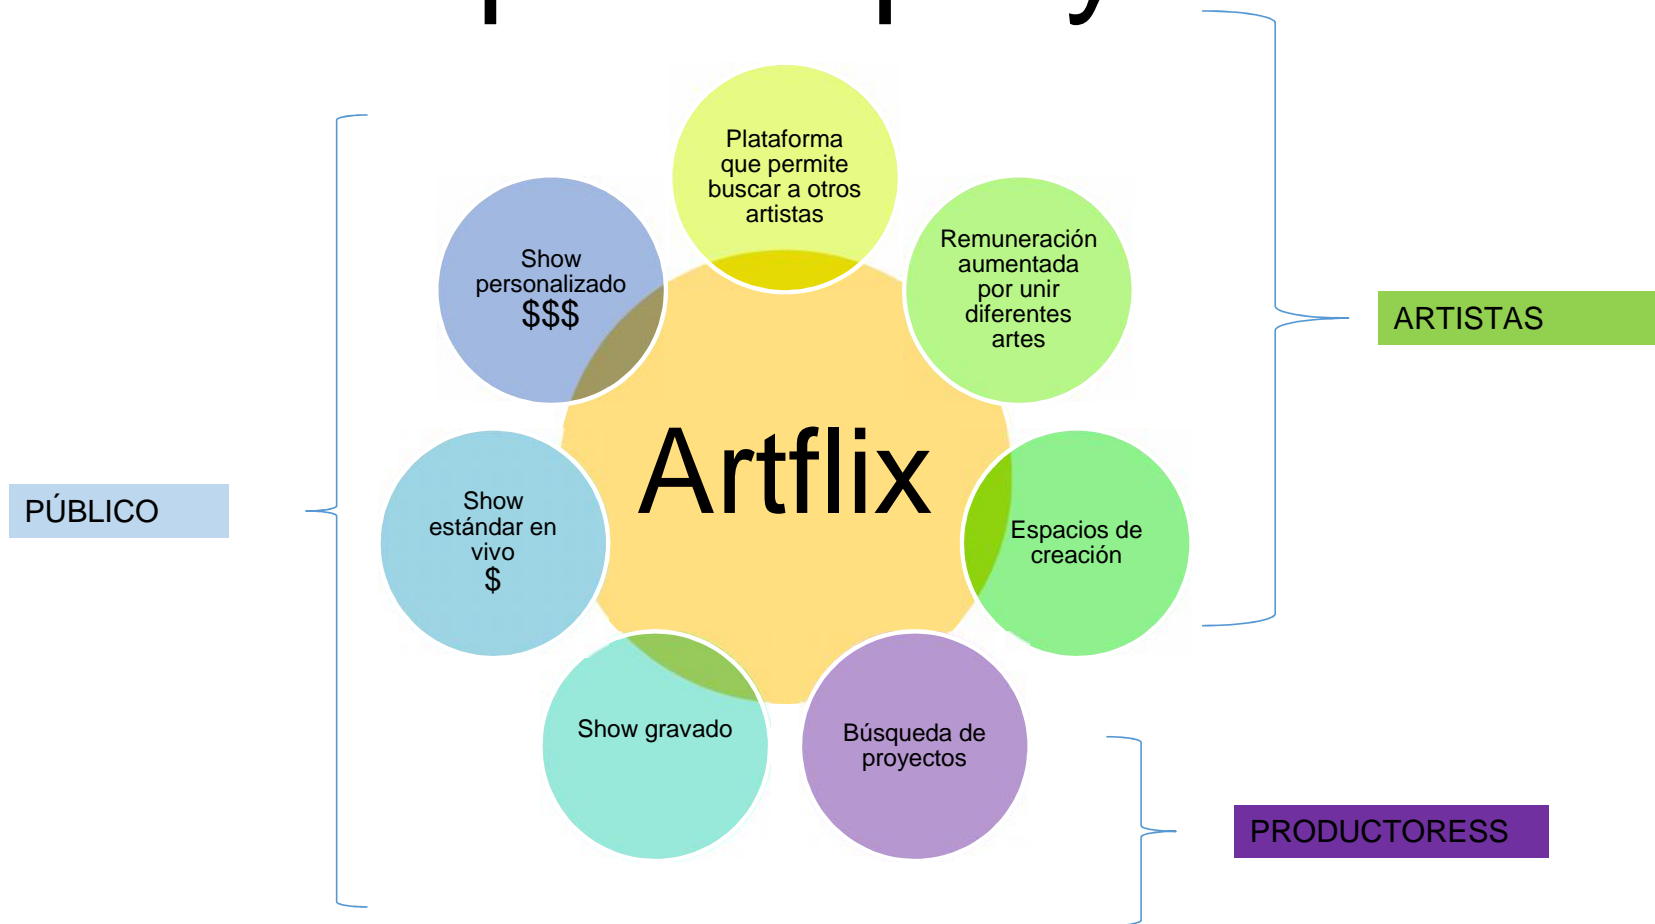 Plataforma
que permite
buscar a otros
artistas
Show
personalizado
$$$
Remuneración
aumentada
por unir
diferentes
artes
ARTISTAS
Artflix
PÚBLICO
Show
estándar en
vivo
$
Espacios de
creación
Show gravado
Búsqueda de
proyectos
PRODUCTORESS